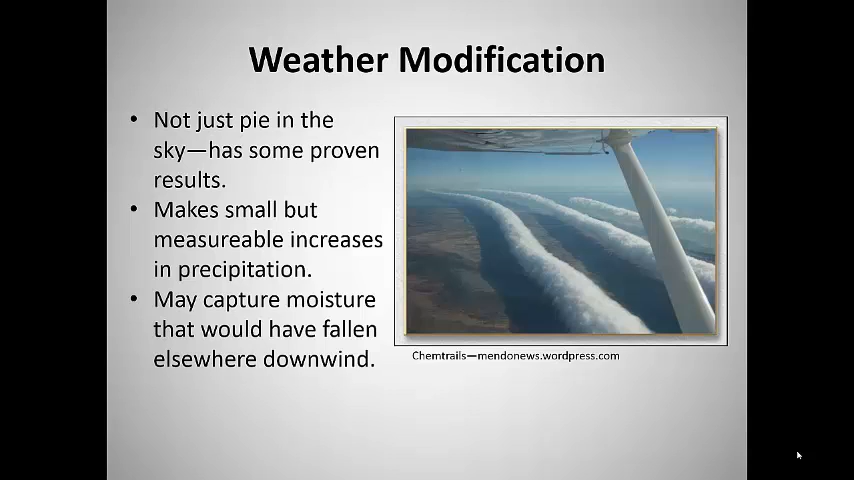 Weather Modification
• Not just pie in the
sky—has some proven
results.
• Makes small but
measureable increases
in precipitation.
• May capture moisture
that would have fallen
elsewhere downwind.
Chemtrails—mendonews.wordpress.com